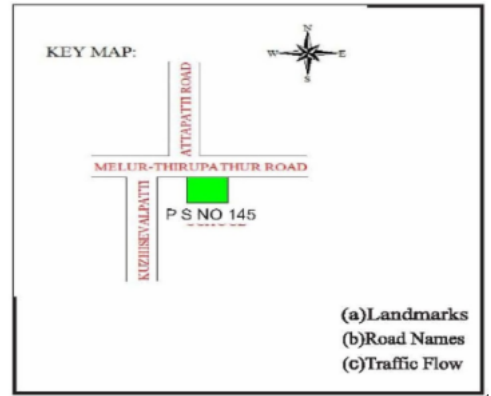 N
KEY MAP:
W E
S
ATTAPATTI ROAD
MELUR-THIRUPATHUR ROAD
KUZHISEVALPATTI
P S NO 145
(a)Landmarks
(b)Road Names
(c)Traffic Flow